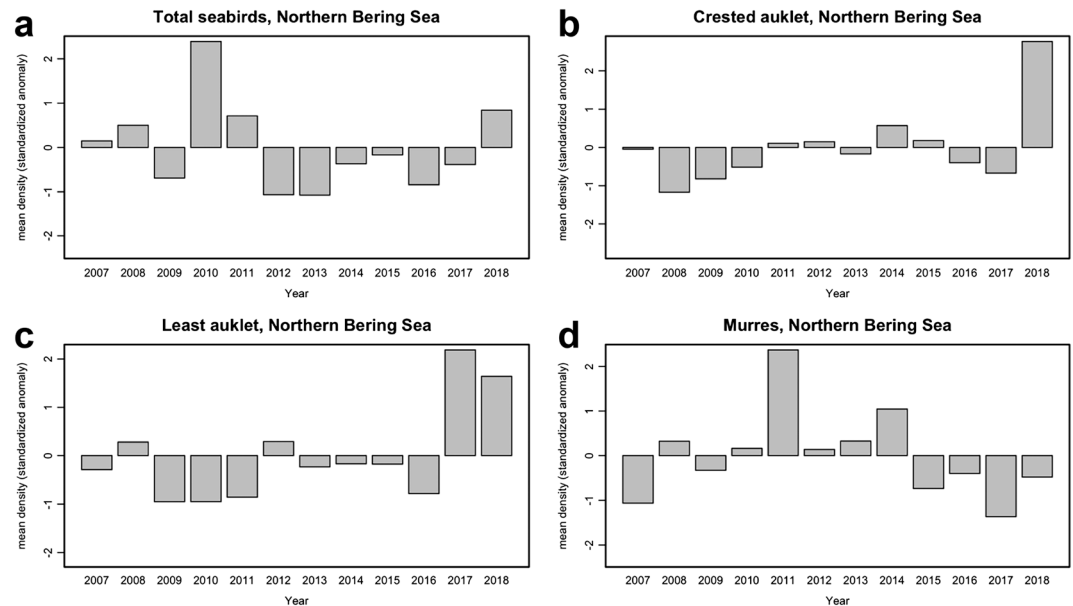 a
Total seabirds, Northern Bering Sea
mean density (standardized anomaly)
2
1
0
-1
-2
2007 2008 2009 2010 2011 2012 2013 2014 2015 2016 2017 2018
Year
b
Crested auklet, Northern Bering Sea
mean density (standardized anomaly)
2
1
0
-1
-2
2007 2008 2009 2010 2011 2012 2013 2014 2015 2016 2017 2018
Year
c
Least auklet, Northern Bering Sea
mean density (standardized anomaly)
2
1
0
-1
-2
2007 2008 2009 2010 2011 2012 2013 2014 2015 2016 2017 2018
Year
d
Murres, Northern Bering Sea
mean density (standardized anomaly)
2
1
0
-1
-2
2007 2008 2009 2010 2011 2012 2013 2014 2015 2016 2017 2018
Year